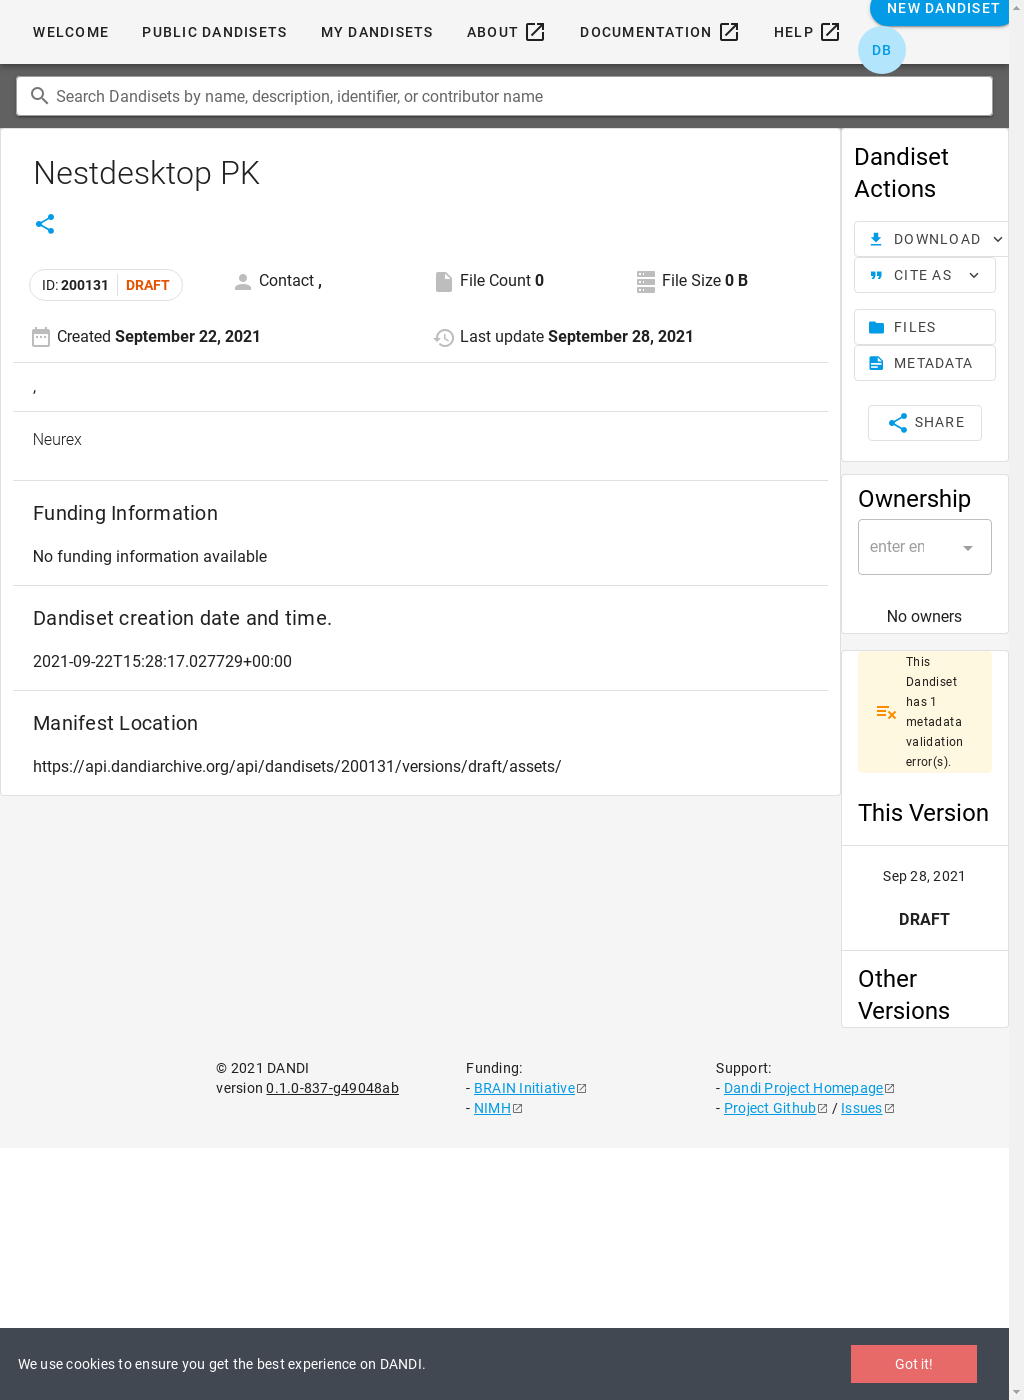 WELCOME PUBLIC DANDISETS MY DANDISETS ABOUT DOCUMENTATION HELP NEW DANDISET
DB
Search Dandisets by name, description, identifier, or contributor name
Nestdesktop PK
ID: 200131 DRAFT Contact , File Count 0 File Size 0 B
Created September 22, 2021 Last update September 28, 2021
,
Neurex
Funding Information
No funding information available
Dandiset creation date and time.
2021-09-22T15:28:17.027729+00:00
Manifest Location
https://api.dandiarchive.org/api/dandisets/200131/versions/draft/assets/
Dandiset
Actions
DOWNLOAD
CITE AS
FILES
METADATA
SHARE
Ownership
enter en
No owners
This
Dandiset
has 1
metadata
validation
error(s).
This Version
Sep 28, 2021
DRAFT
Other
Versions
© 2021 DANDI
version 0.1.0-837-g49048ab
Funding:
- BRAIN Initiative
- NIMH
Support:
- Dandi Project Homepage
- Project Github / Issues
We use cookies to ensure you get the best experience on DANDI.
Got it!